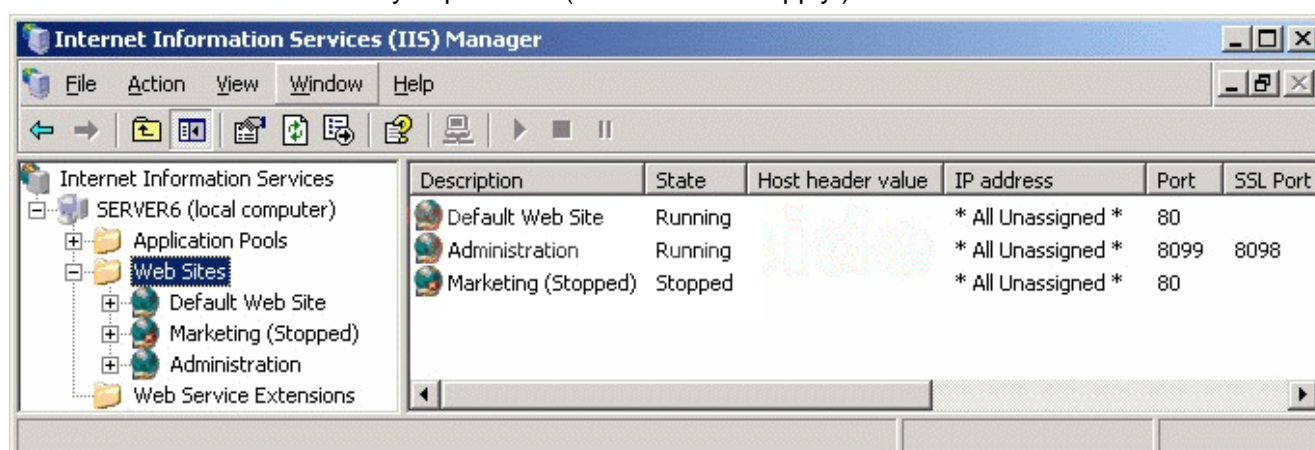 Internet Information Services (IIS) Manager
File Action View Window Help
Internet Information Services
SERVER6 (local computer)
Application Pools
Web Sites
Default Web Site
Marketing (Stopped)
Administration
Web Service Extensions
Description State Host header value IP address Port SSL Port
Default Web Site Running * All Unassigned * 80
Administration Running * All Unassigned * 8099 8098
Marketing (Stopped) Stopped * All Unassigned * 80